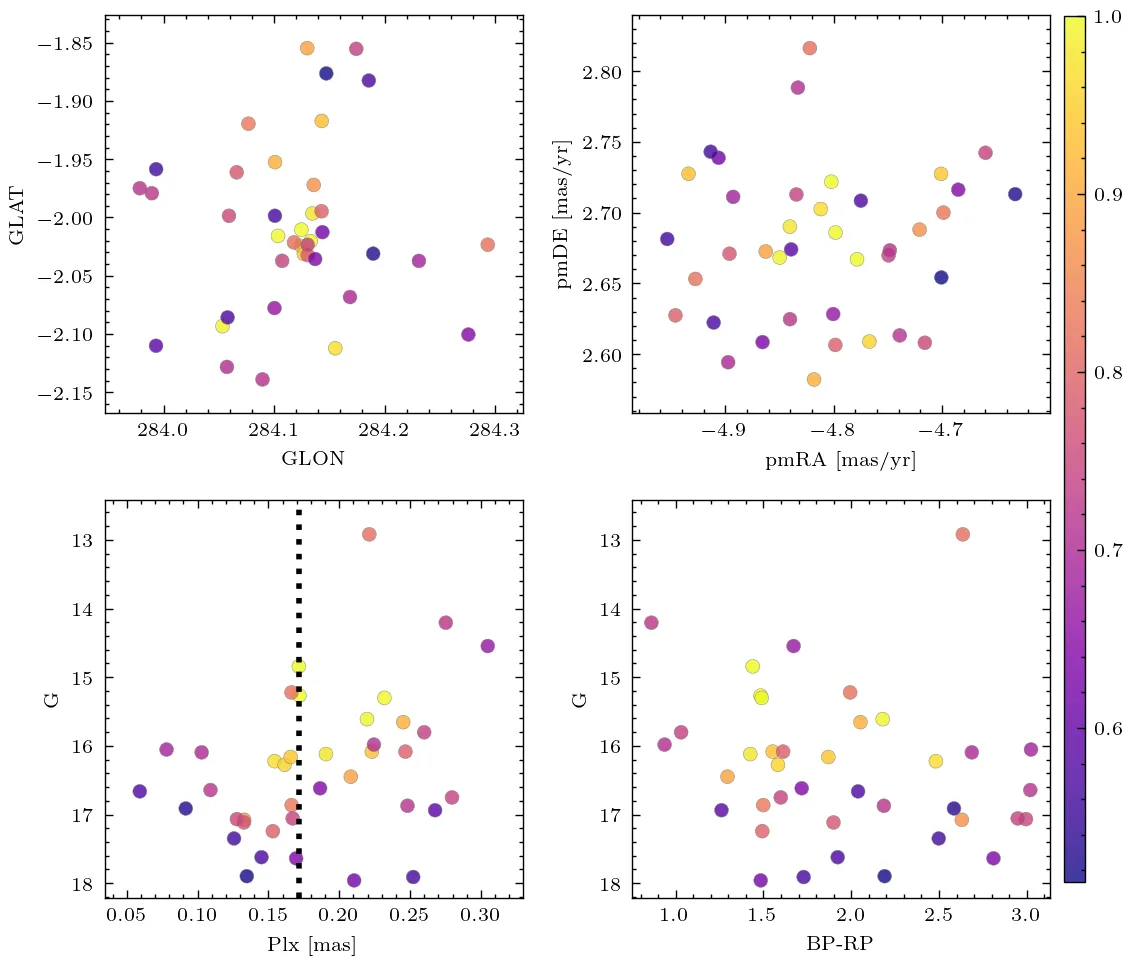 −1.85
−1.90
−1.95
−2.00
−2.05
−2.10
−2.15
GLAT
284.0 284.1 284.2 284.3
GLON
2.80
2.75
2.70
2.65
2.60
pmDE [mas/yr]
−4.9 −4.8 −4.7
pmRA [mas/yr]
1.0
0.9
0.8
0.7
0.6
13
14
15
16
17
18
G
0.05 0.10 0.15 0.20 0.25 0.30
Plx [mas]
13
14
15
16
17
18
G
1.0 1.5 2.0 2.5 3.0
BP-RP